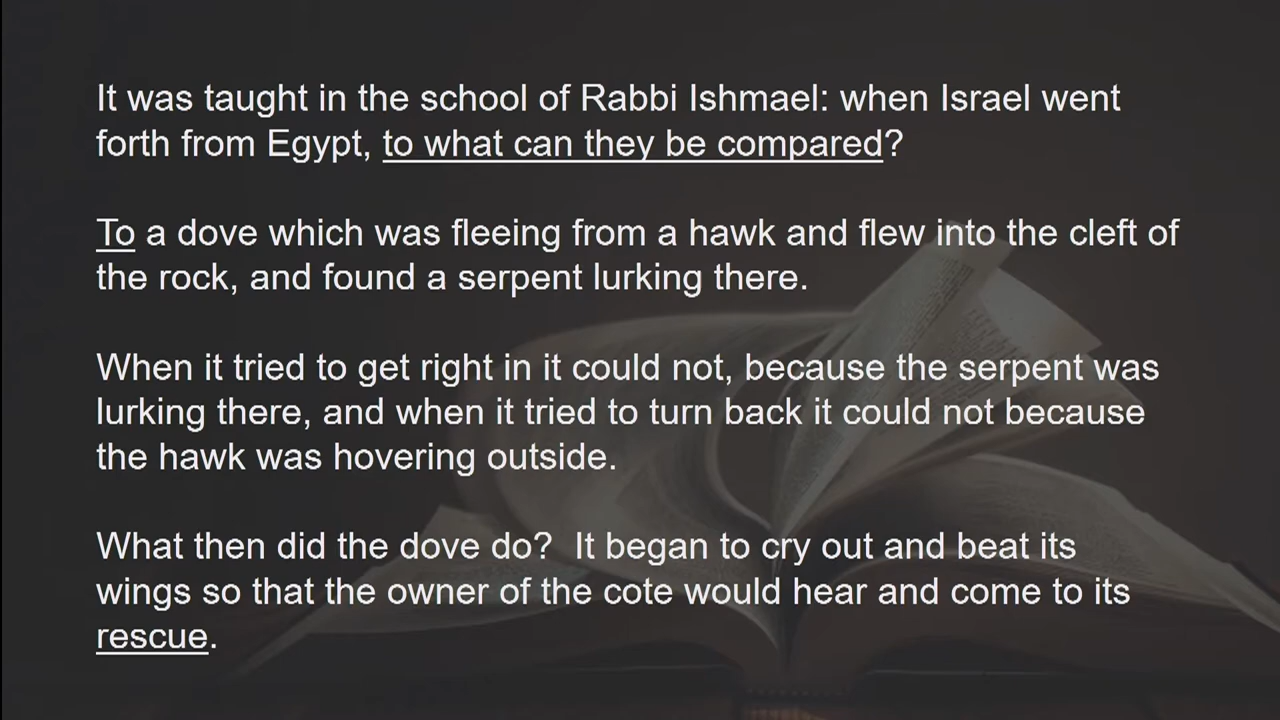 It was taught in the school of Rabbi Ishmael: when Israel went
forth from Egypt, to what can they be compared?
To a dove which was fleeing from a hawk and flew into the cleft of
the rock, and found a serpent lurking there.
When it tried to get right in it could not, because the serpent was
lurking there, and when it tried to turn back it could not because
the hawk was hovering outside.
What then did the dove do?  It began to cry out and beat its
wings so that the owner of the cote would hear and come to its
rescue.